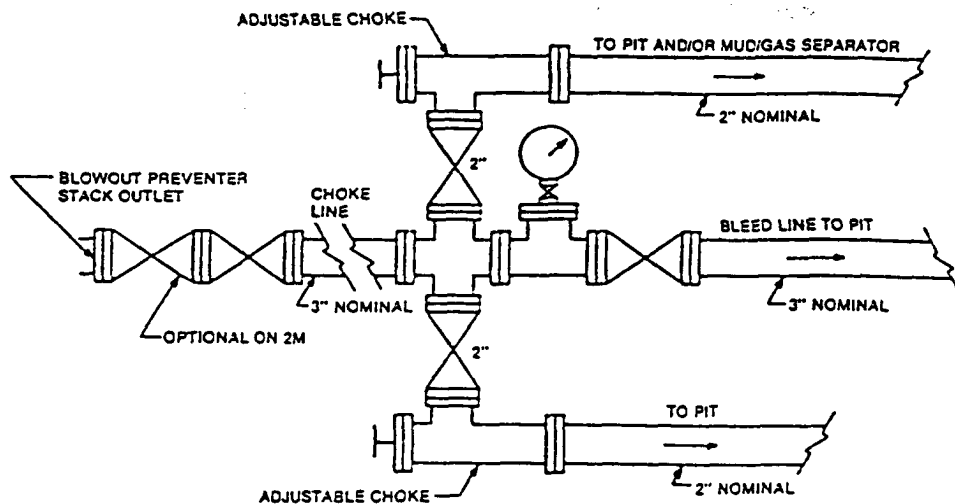 ADJUSTABLE CHOKE
TO PIT AND/OR MUD/GAS SEPARATOR
2" NOMINAL
2"
BLOWOUT PREVENTER
STACK OUTLET
CHOKE
LINE
BLEED LINE TO PIT
3" NOMINAL
3" NOMINAL
OPTIONAL ON 2M
2"
TO PIT
2" NOMINAL
ADJUSTABLE CHOKE